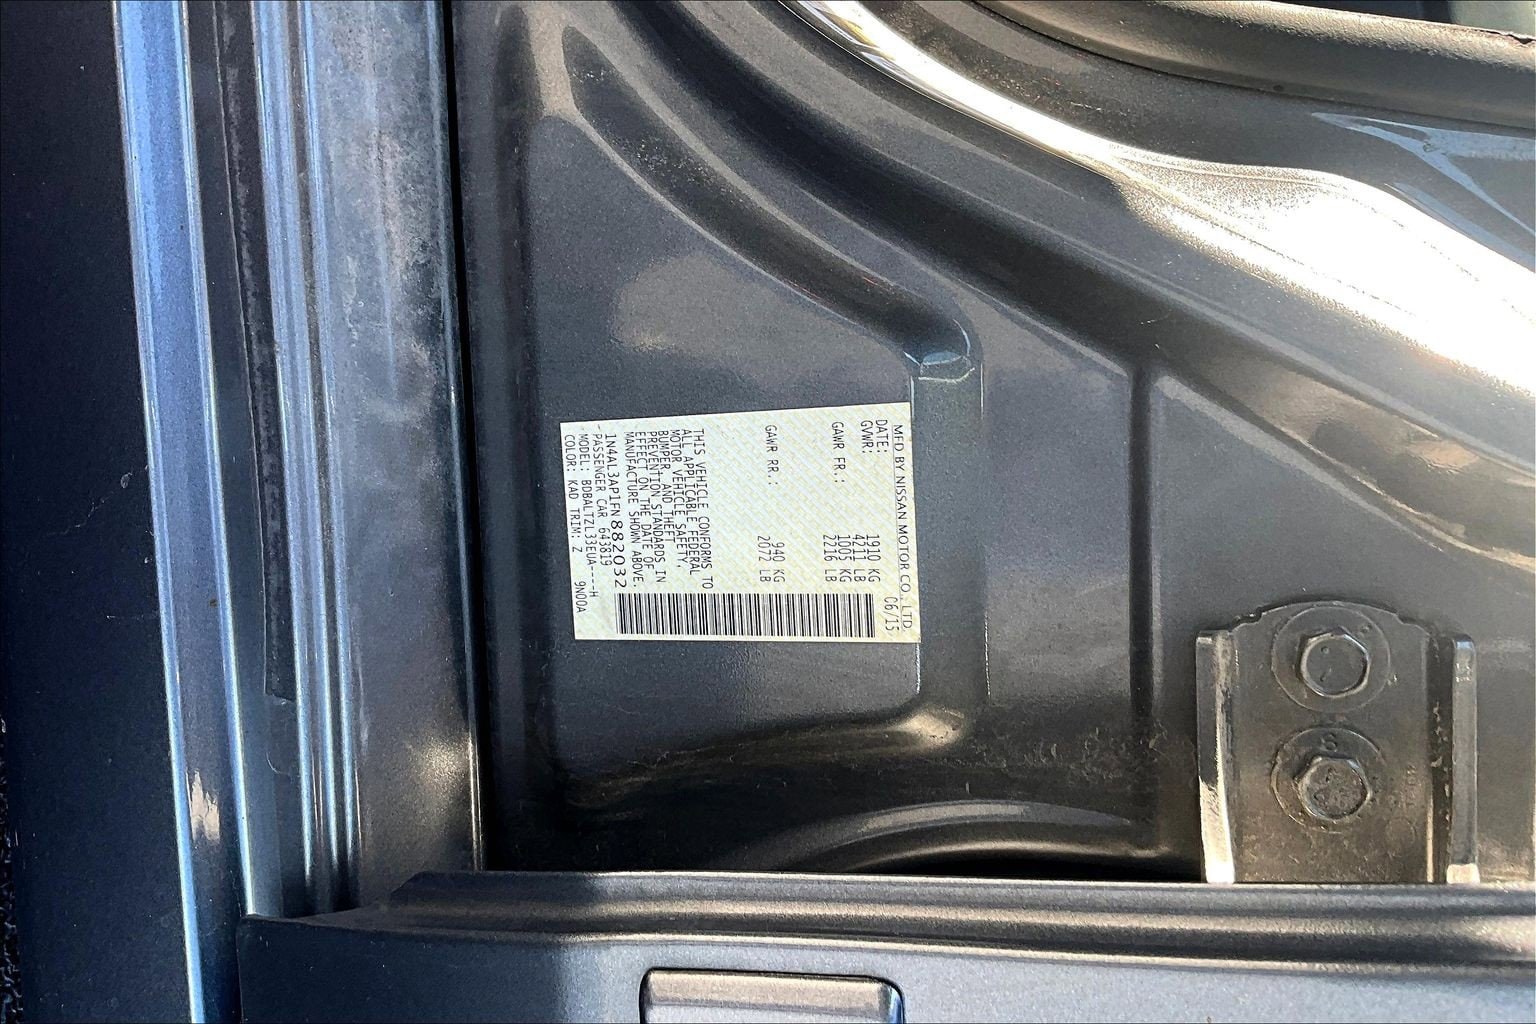 MFD BY NISSAN MOTOR CO., LTD.
DATE: 06/15
GVWR: 1910 KG
4211 LB
GAWR FR.: 1005 KG
2216 LB
GAWR RR.: 940 KG
2072 LB
THIS VEHICLE CONFORMS TO
ALL APPLICABLE FEDERAL
MOTOR VEHICLE SAFETY,
BUMPER, AND THEFT
PREVENTION STANDARDS IN
EFFECT ON THE DATE OF
MANUFACTURE SHOWN ABOVE.
1N4AL3AP1FN882032
PASSENGER CAR 643819
MODEL: BDBALTZL33EUA----H
COLOR: KAD TRIM: Z 9N00A